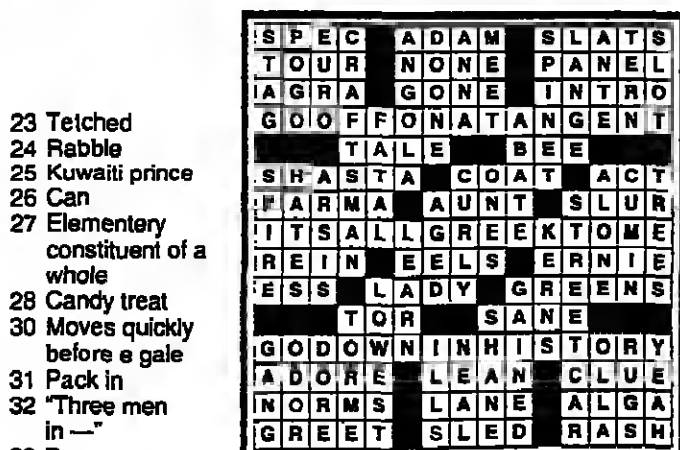 23 Tetched
24 Rabble
25 Kuwaiti prince
26 Can
27 Elementery
constituent of a
whole
28 Candy treat
30 Moves quickly
before e gale
31 Pack in
32 "Three men
in —"
SPEC ADAM SLATS
TOUR NONE PANEL
AGRA GONE INTRO
GOOFFONATANGENT
TALE BEE
SHASTA COAT ACT
PARMA AUNT SLUR
ITSALLGREEKTOME
REIN EELS ERNIE
ESS LADY GREENS
TOR SANE
GODOWNINHISTORY
ADORE LEAN CLUE
NORMS LANE ALGA
GREET SLED RASH